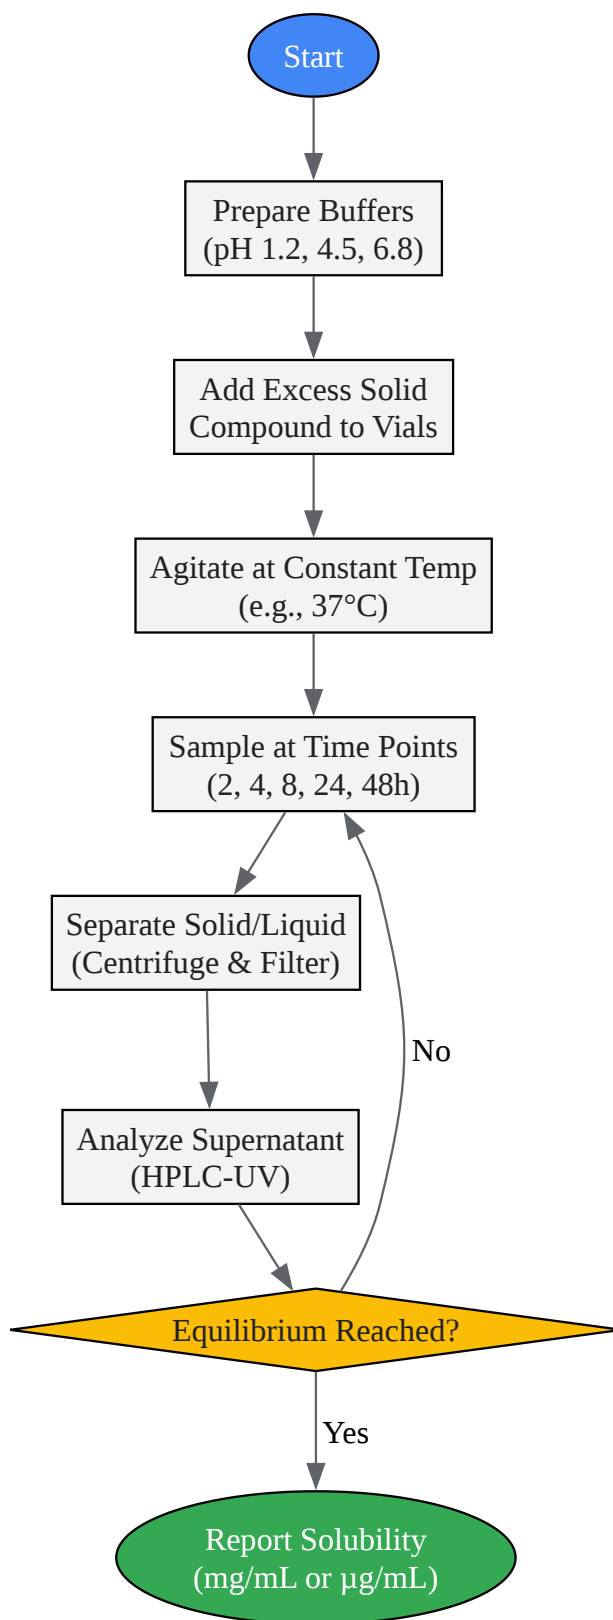 Start
Prepare Buffers
(pH 1.2, 4.5, 6.8)
Add Excess Solid
Compound to Vials
Agitate at Constant Temp
(e.g., 37°C)
Sample at Time Points
(2, 4, 8, 24, 48h)
Separate Solid/Liquid
(Centrifuge & Filter)
No
Analyze Supernatant
(HPLC-UV)
Equilibrium Reached?
Yes
Report Solubility
(mg/mL or µg/mL)